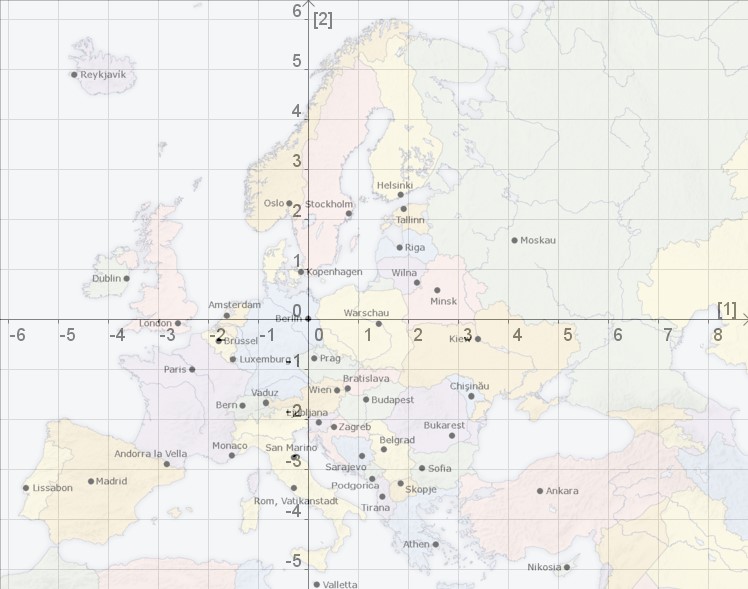 6
[2]
5
Reykjavík
4
3
Helsinki
Oslo
Stockholm
2
Tallinn
Riga
Moskau
1
Kopenhagen
Wilna
Dublin
Minsk
Amsterdam
[1]
London
Berlin
0
Warschau
-6 -5 -4 -3 -2 -1 0 1 2 3 4 5 6 7 8
Brüssel
Kiew
Luxemburg
-1
Prag
Paris
Bratislava
Wien
Chișinău
Vaduz
Budapest
Bern
-2
Ljubljana
Zagreb
Bukarest
Belgrad
Monaco
San Marino
Andorra la Vella
-3
Sarajevo
Sofia
Madrid
Podgorica
Lissabon
Skopje
Ankara
Rom, Vatikanstadt
Tirana
-4
Athen
-5
Nikosia
Valletta